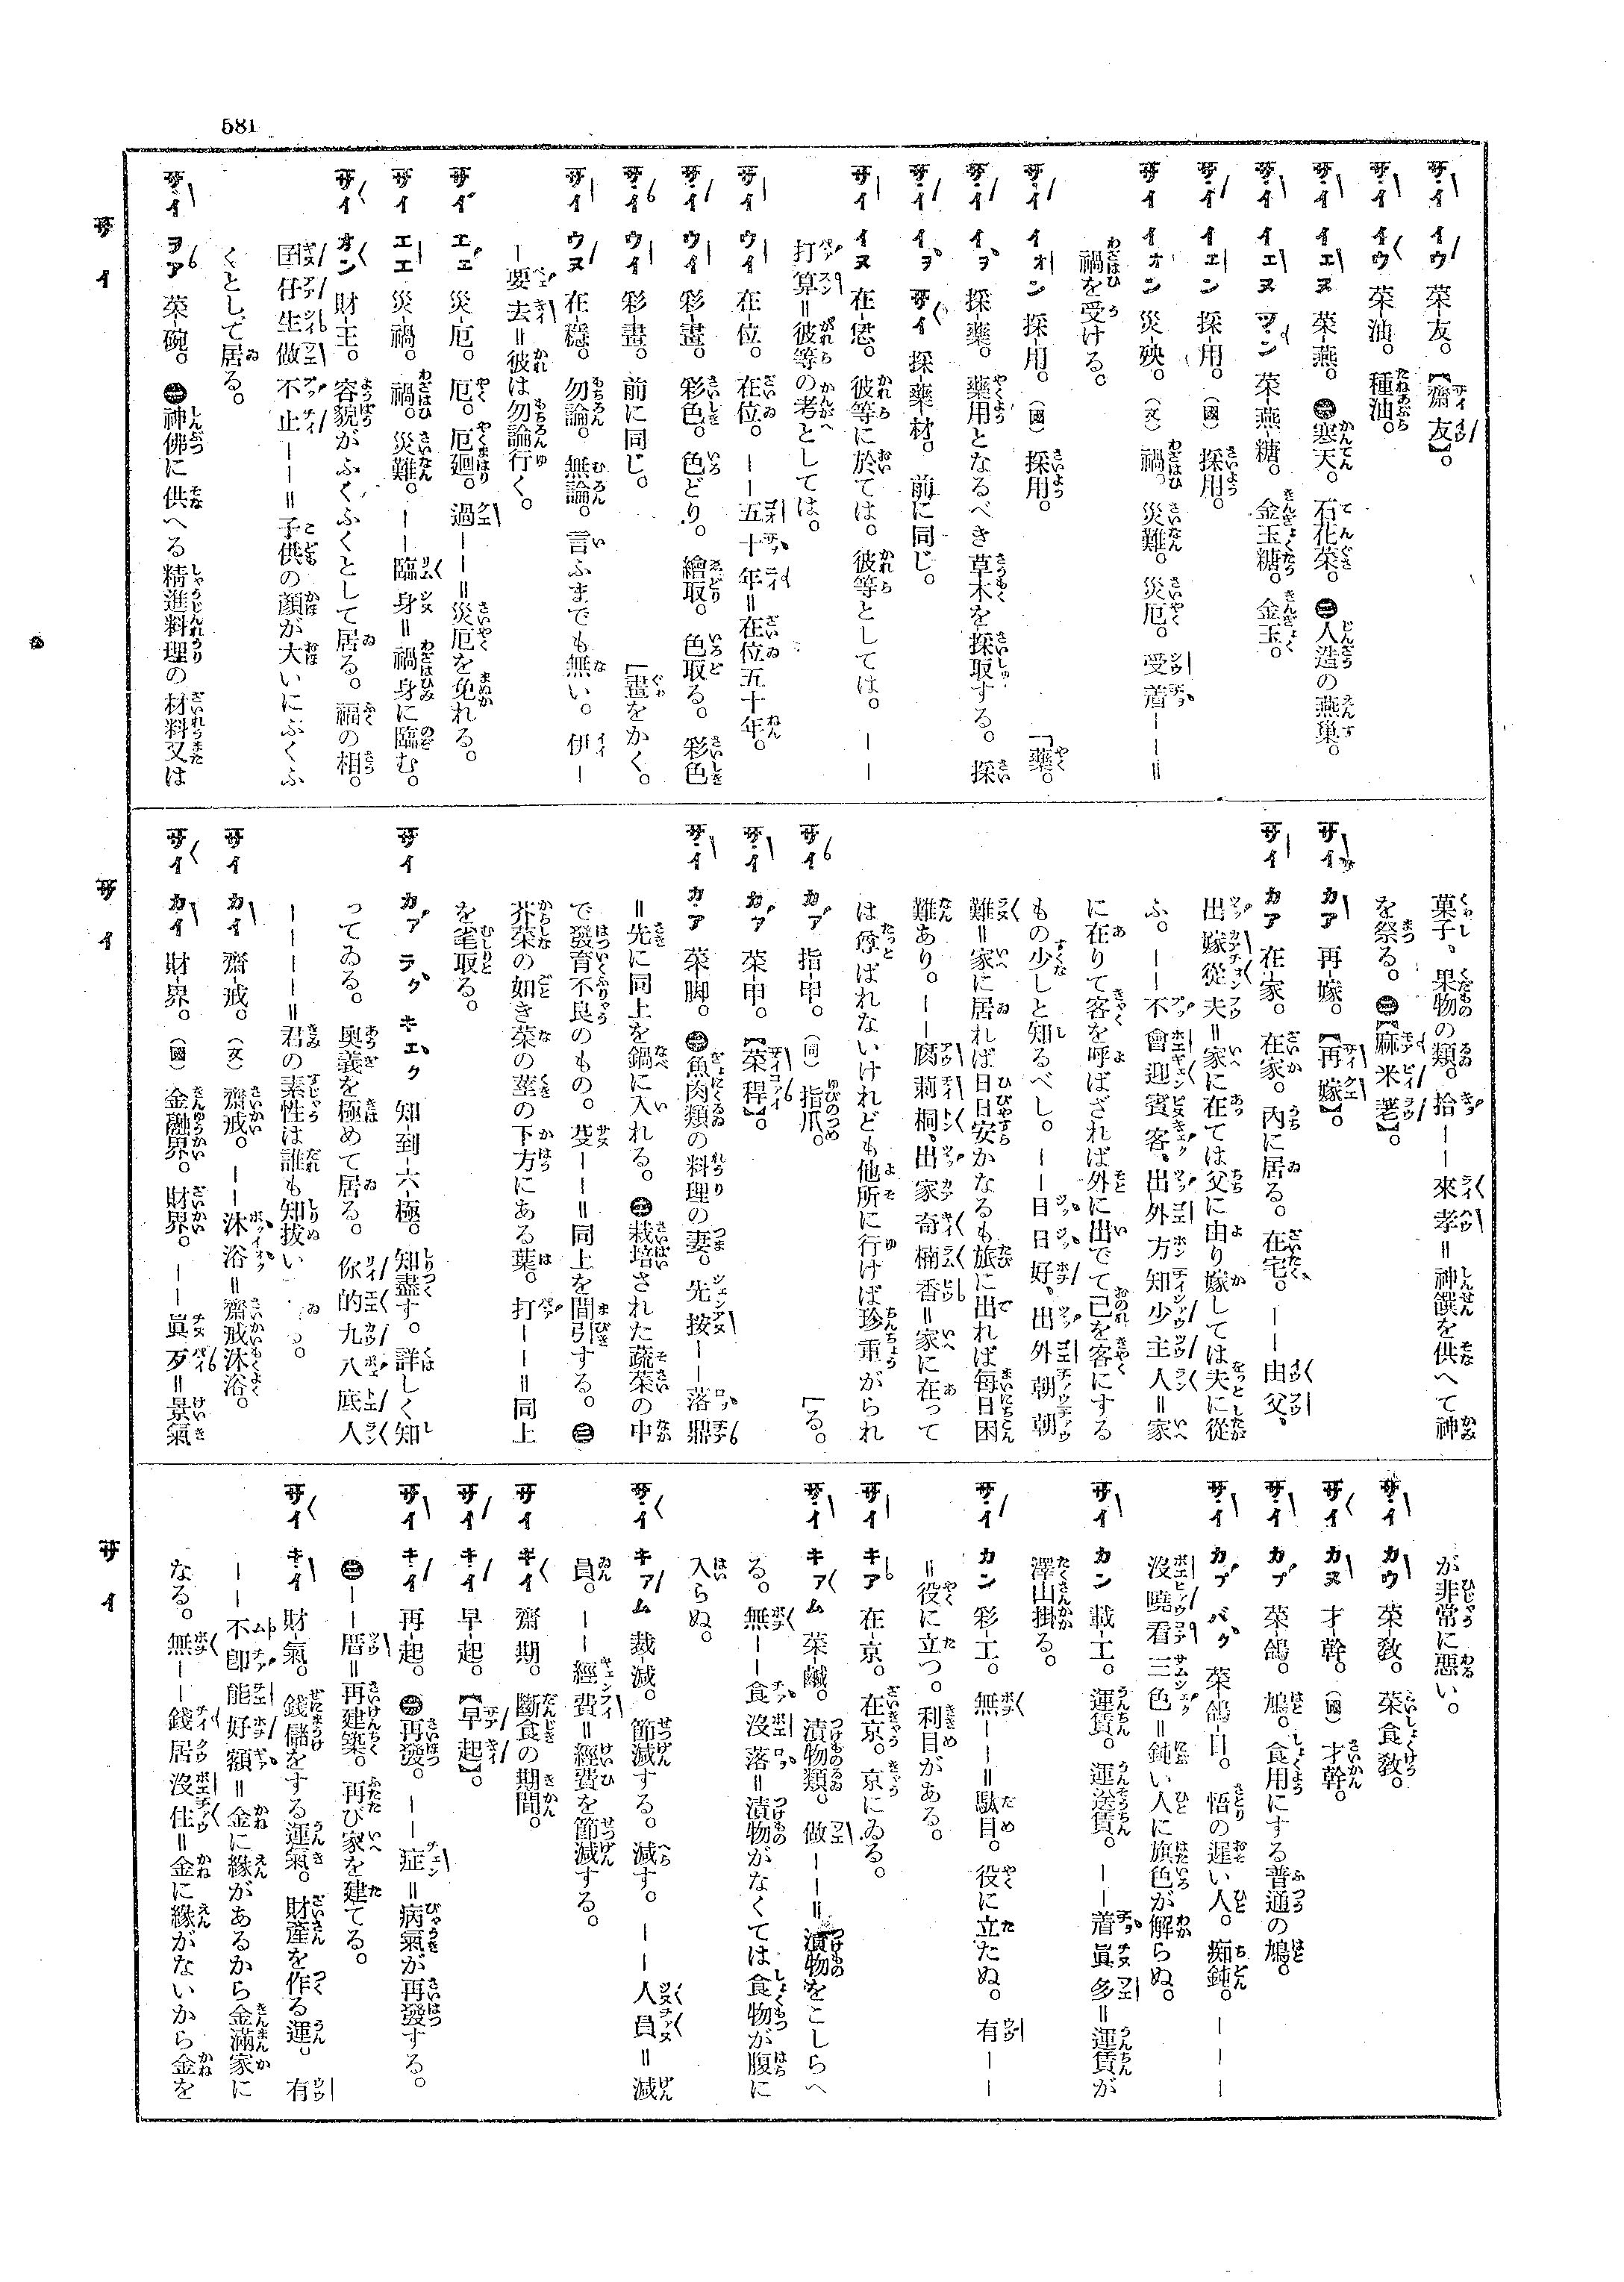 581
サイ イウ 菜-友。【齋友】。
サイ イウ 菜-油。種油。
サイ イエヌ 菜-燕。㊀寒天。石花菜。㊁人造の燕巢。
サイ イエヌ ツン 菜-燕-糖。金玉糖。金玉。
サイ イエン 採-用。(國)採用。
サイ イオン 災-殃。(文)禍。災難。災厄。受着ーー＝
禍を受ける。
サイ イオン 採-用。(國)採用。 「藥。
サイ イヲ 採-藥。藥用となるべき草木を採取する。採
サイ イヲ サイ 採-藥-材。前に同じ。
サイ イヌ 在-恁。彼等に於ては。彼等としては。ーー
打算＝彼等の考としては。
サイ ウイ 在-位。在位。ーー五十年＝在位五十年。
サイ ウイ 彩-畫。彩色。色どり。繪取。色取る。彩色
サイ ウイ 彩-畫。前に同じ。 「畫をかく。
サイ ウヌ 在-穩。勿論。無論。言ふまでも無い。伊ー
ー要去＝彼は勿論行く。
サイ エエ 災-厄。厄。厄廻。過ーー＝災厄を免れる。
サイ エエ 災-禍。禍。災難。ーー臨身＝禍身に臨む。
サイ オン 財-主。容貌がふくふくとして居る。福の相。
囝仔生做不止ーー＝子供の顔が大いにふくふ
くとして居る。
サイ ヲア 菜-碗。㊀神佛に供へる精進料理の材料又は
菓子、果物の類。拾ーー來孝＝神饌を供へて神
を祭る。㊁【麻米荖】。
サイ カア 再-嫁。【再嫁】。
サイ カア 在-家。在家。內に居る。在宅。ーー由父、
出嫁從夫＝家に在ては父に由り嫁しては夫に從
ふ。ーー不會迎賓客、出外方知少主人＝家
に在りて客を呼ばざれば外に出でて己を客にする
もの少しと知るべし。ーー日日好、出外朝朝
難＝家に居れば日日安かなるも旅に出れば每日困
難あり。ーー腐莿桐、出家奇楠香＝家に在って
は尊ばれないけれども他所に行けば珍重がられ
サイ カア 指-甲。(同)指爪。 「る。
サイ カア 菜-甲。【菜稈】。
サイ カア 菜-脚。㊀魚肉類の料理の妻。先按ーー落鼎
＝先に同上を鍋に入れる。㊁栽培された蔬菜の中
で發育不良のもの。ーー＝同上を間引する。㊂
芥菜の如き菜の莖の下方にある葉。打ーー＝同上
を毟取る。
サイ カア ラク キエク 知-到-六-極。知盡す。詳しく知
ってゐる。奧義を極めて居る。你的九八底人
ーーーー＝君の素性は誰も知拔い
サイ カイ 齋-戒。(文)齋戒。ーー沐浴＝齋戒沐浴。
サイ カイ 財-界。(國)金融界。財界。ーー眞歹＝景氣
が非常に惡い。
サイ カウ 菜-敎。菜食敎。
サイ カヌ 才-幹。(國)才幹。
サイ カプ 菜-鴿。鳩。食用にする普通の鳩。
サイ カプ バク 菜-鴿-目。悟の遲い人。痴鈍。ーーー
沒曉看三色＝鈍い人に旗色が解らぬ。
サイ カン 載-工。運賃。運送賃。ーー着眞多＝運賃が
澤山掛る。
サイ カン 彩-工。無ーー＝駄目。役に立たぬ。有ーー
＝役に立つ。利目がある。
サイ キア 在-京。在京。京にゐる。
サイ キアム 菜-鹹。漬物類。做ーー＝漬物をこしらへ
る。無ーー食沒落＝漬物がなくては食物が腹に
入らぬ。
サイ キアム 裁-減。節減する。減す。ーー人員＝減
員。ーー經費＝經費を節減する。
サイ ギイ 齋-期。斷食の期間。
サイ キイ 早-起。【早起】。
サイ キイ 再-起。㊀再發。ーー症＝病氣が再發する。
㊁ーー厝＝再建築。再び家を建てる。
サイ キイ 財-氣。錢儲をする運氣。財產を作る運。有
ーー不卽能好額＝金に緣があるから金滿家に
なる。無ーー錢居沒住＝金に緣がないから金を
サイ
サイ
サイ